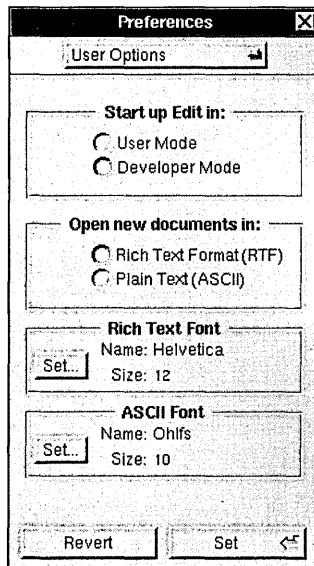 Preferences
User Options
Start up Edit in:
User Mode
Developer Mode
Open new documents in:
Rich Text Format (RTF)
Plain Text (ASCII)
Rich Text Font
Name: Helvetica
Set...
Size: 12
ASCII Font
Name: Ohlfs
Set...
Size: 10
Revert
Set